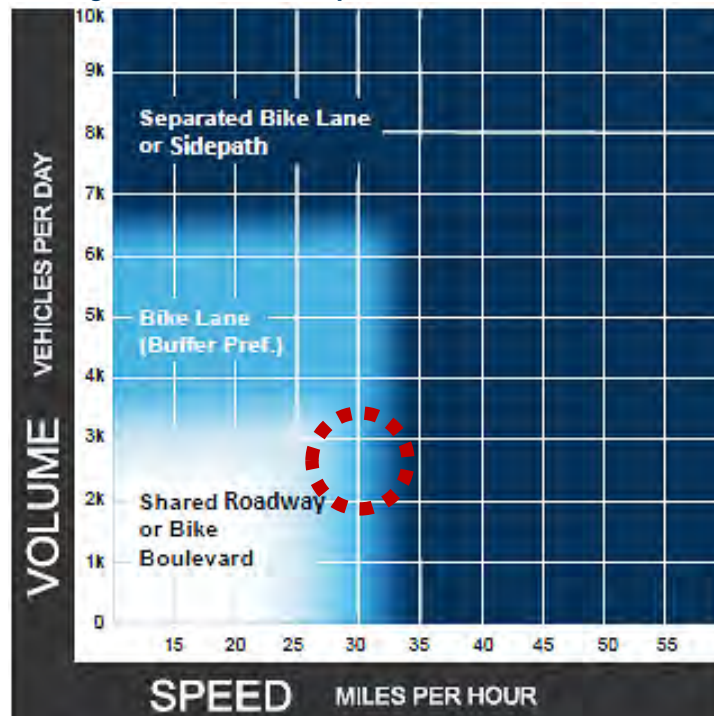 10k
9k
8k
7k
6k
5k
4k
3k
2k
1k
0
VOLUME VEHICLES PER DAY
Separated Bike Lane
or Sidepath
Bike Lane
(Buffer Pref.)
Shared Roadway
or Bike
Boulevard
15 20 25 30 35 40 45 50 55
SPEED MILES PER HOUR